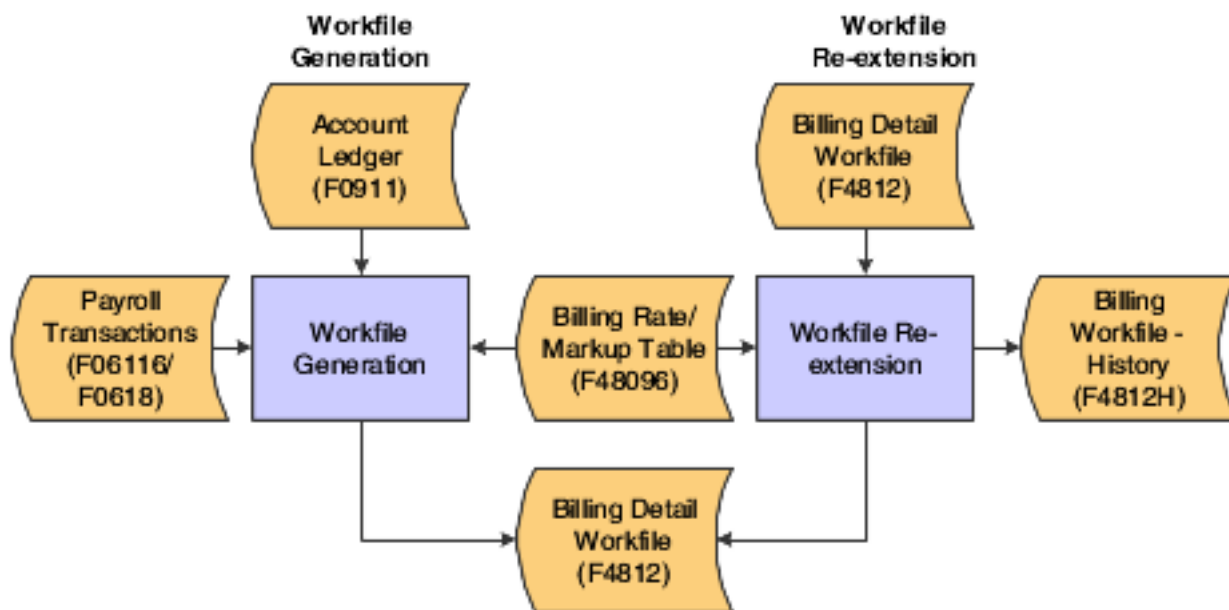 Workfile
Generation
Workfile
Re-extension
Account
Ledger
(F0911)
Billing Detail
Workfile
(F4812)
Payroll
Transactions
(F06116/
F0618)
Workfile
Generation
Billing Rate/
Markup Table
(F48096)
Workfile Re-
extension
Billing
Workfile -
History
(F4812H)
Billing Detail
Workfile
(F4812)